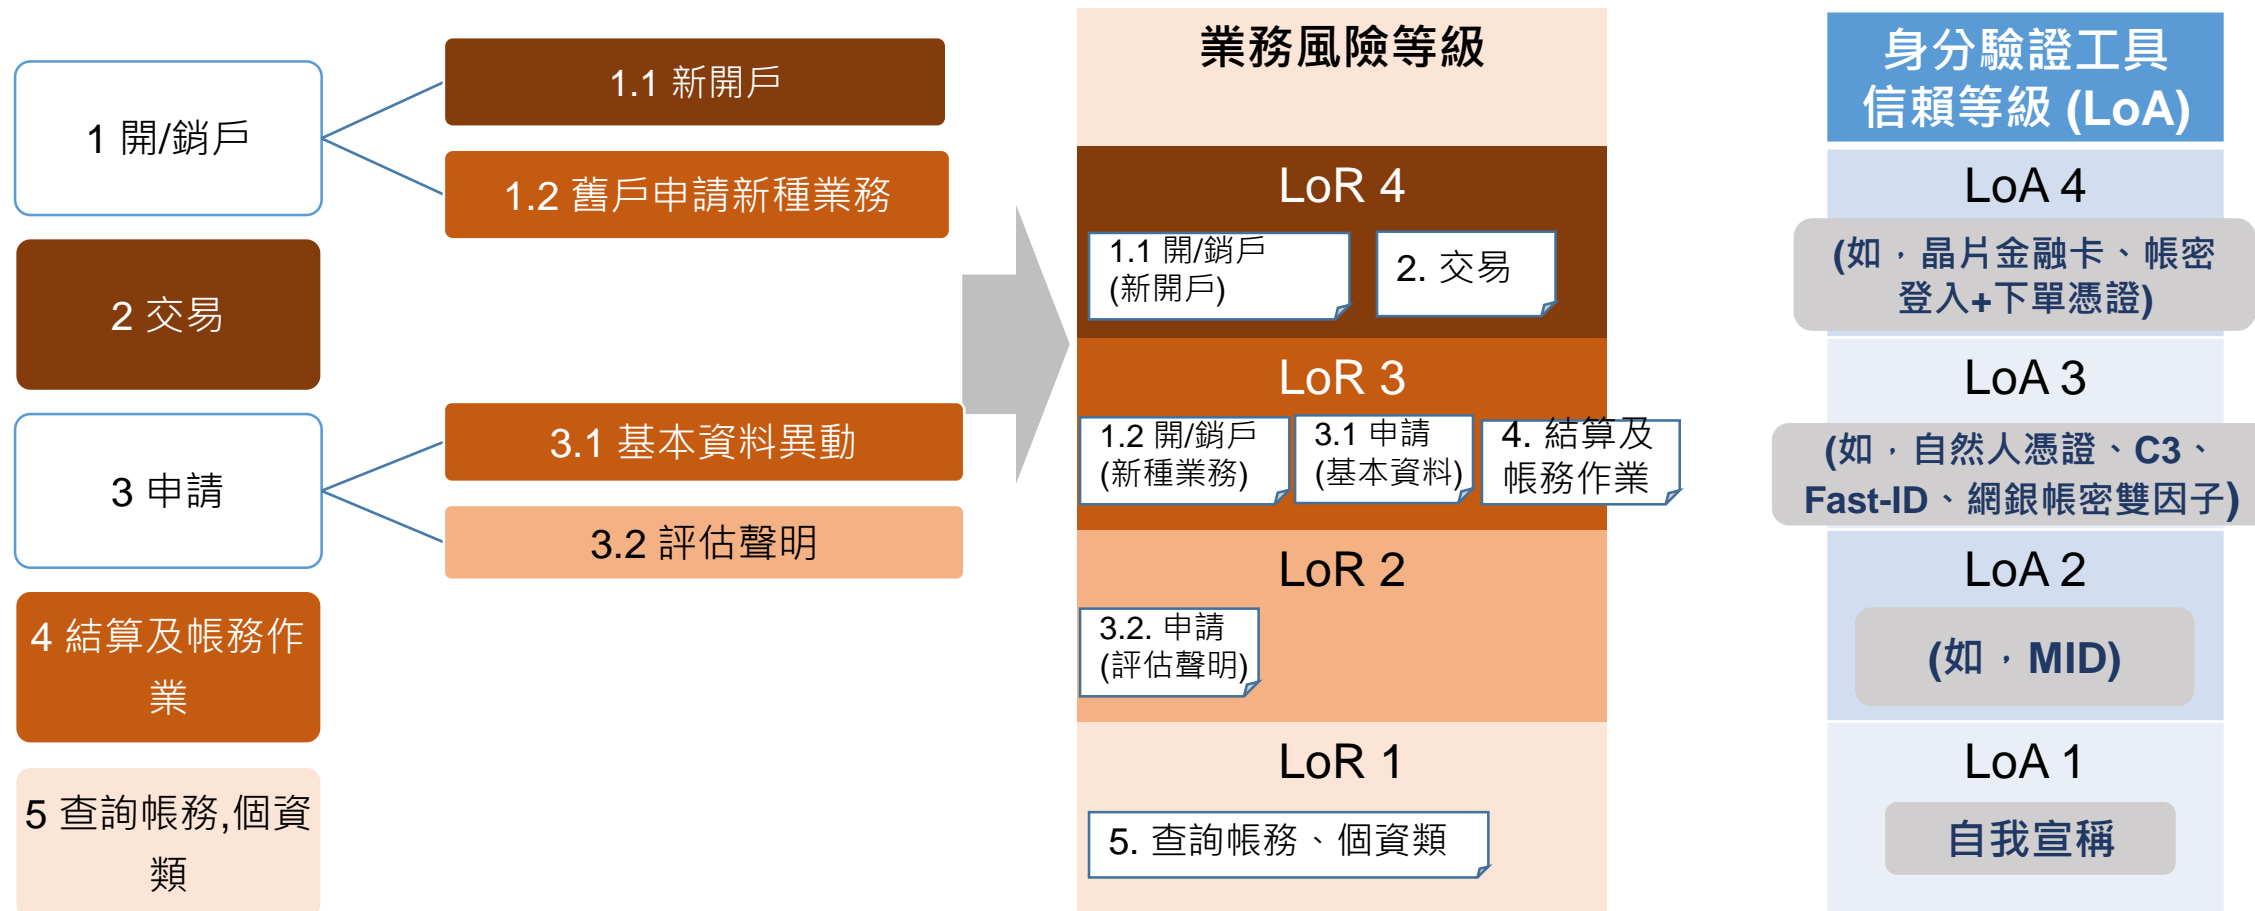 1 開/銷戶
1.1 新開戶
1.2 舊戶申請新種業務
2 交易
3 申請
3.1 基本資料異動
3.2 評估聲明
4 結算及帳務作
業
5 查詢帳務,個資
類
業務風險等級
LoR 4
1.1 開/銷戶
(新開戶)
2. 交易
LoR 3
1.2 開/銷戶
(新種業務)
3.1 申請
(基本資料)
4. 結算及
帳務作業
LoR 2
3.2. 申請
(評估聲明)
LoR 1
5. 查詢帳務、個資類
身分驗證工具
信賴等級 (LoA)
LoA 4
(如，晶片金融卡、帳密
登入+下單憑證)
LoA 3
(如，自然人憑證、C3、
Fast-ID、網銀帳密雙因子)
LoA 2
(如，MID)
LoA 1
自我宣稱